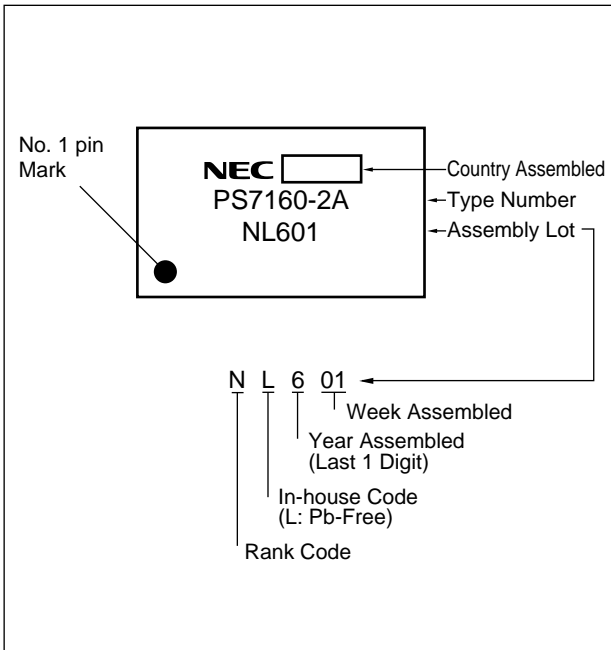 No. 1 pin
Mark
NEC
Country Assembled
PS7160-2A
Type Number
NL601
Assembly Lot
N L 6 01
Week Assembled
Year Assembled
(Last 1 Digit)
In-house Code
(L: Pb-Free)
Rank Code